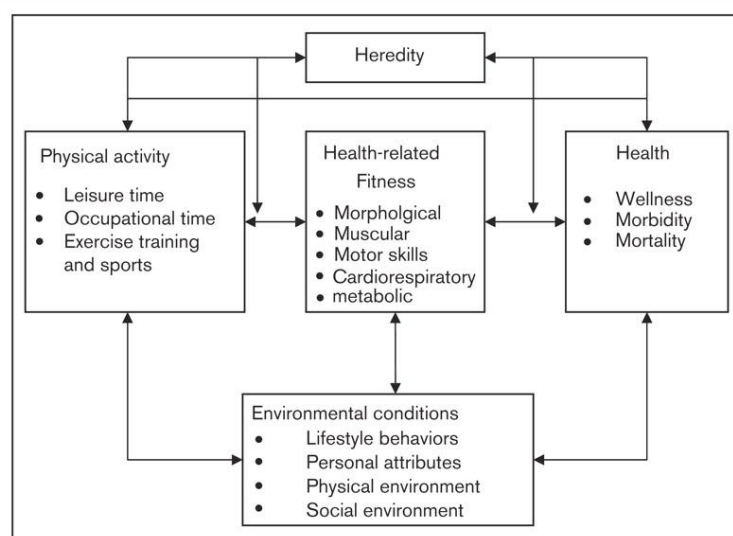 Heredity
Physical activity
• Leisure time
• Occupational time
• Exercise training
and sports
Health-related
Fitness
• Morpholgical
• Muscular
• Motor skills
• Cardiorespiratory
• metabolic
Health
• Wellness
• Morbidity
• Mortality
Environmental conditions
• Lifestyle behaviors
• Personal attributes
• Physical environment
• Social environment